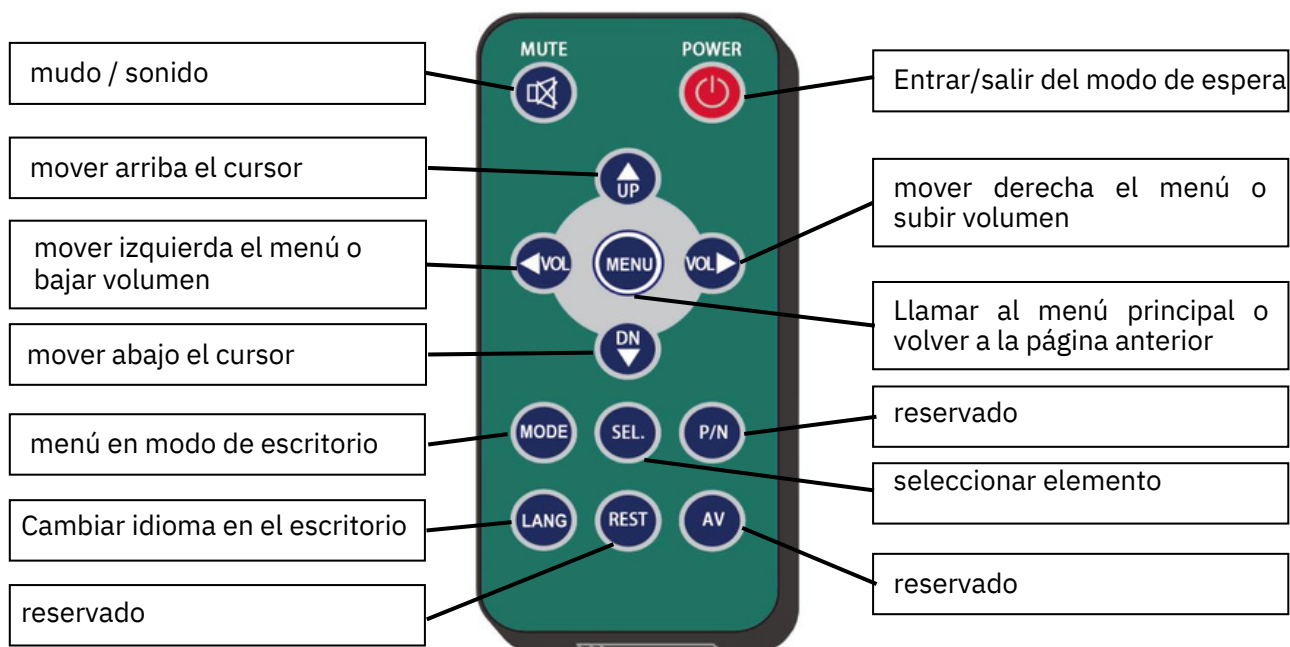 mudo / sonido
mover arriba el cursor
mover izquierda el menú o
bajar volumen
mover abajo el cursor
menú en modo de escritorio
Cambiar idioma en el escritorio
reservado
MUTE
POWER
UP
VOL
MENU
VOL
DN
MODE
SEL.
P/N
LANG
REST
AV
Entrar/salir del modo de espera
mover derecha el menú o
subir volumen
Llamar al menú principal o
volver a la página anterior
reservado
seleccionar elemento
reservado